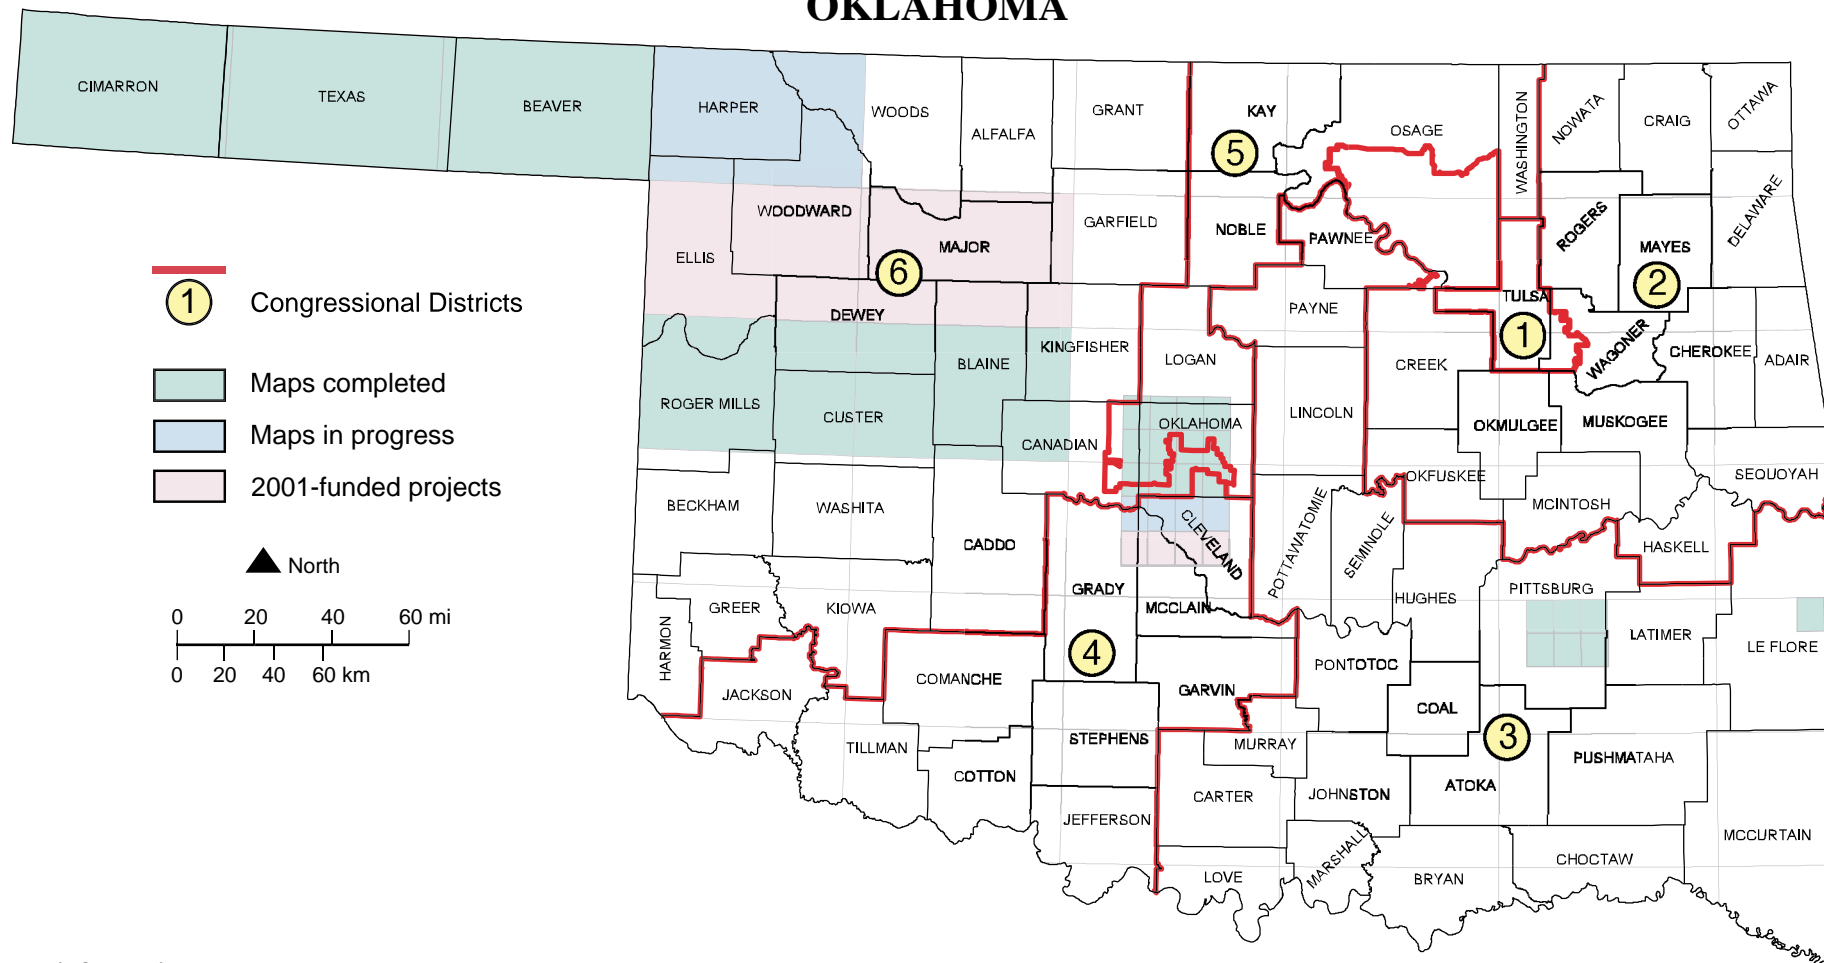 OKLAHOMA
CIMARRON
TEXAS
BEAVER
HARPER
WOODS
ALFALFA
GRANT
KAY
OSAGE
WASHINGTON
NOWATA
CRAIG
OTTAWA
5
WOODWARD
MAJOR
GARFIELD
NOBLE
PAWNEE
ROGERS
MAYES
DELAWARE
ELLIS
6
2
1
Congressional Districts
DEWEY
PAYNE
TULSA
1
WAGONER
CHEROKEE
ADAIR
BLAINE
KINGFISHER
LOGAN
CREEK
Maps completed
ROGER MILLS
CUSTER
CANADIAN
OKLAHOMA
LINCOLN
OKMULGEE
MUSKOGEE
Maps in progress
2001-funded projects
BECKHAM
WASHITA
CADDO
CLEVELAND
POTTAWATOMIE
SEMINOLE
OKFUSKEE
MCINTOSH
SEQUOYAH
HASKELL
North
GREER
KIOWA
GRADY
MCCLAIN
HUGHES
PITTSBURG
LATIMER
LE FLORE
0 20 40 60 mi
0 20 40 60 km
HARMON
JACKSON
COMANCHE
4
GARVIN
PONTOTOC
COAL
3
TILLMAN
STEPHENS
MURRAY
PUSHMATAHA
COTTON
CARTER
JOHNSTON
ATOKA
JEFFERSON
MCCURTAIN
LOVE
MARSHALL
BRYAN
CHOCTAW